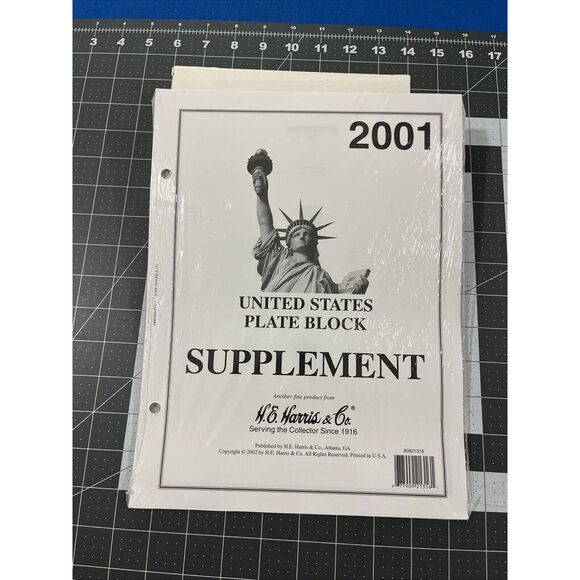 3 4 5 6 7 8 9 10 11 12 13 14 15 16 17
2001
UNITED STATES
PLATE BLOCK
SUPPLEMENT
Another fine product from
H.E. Harris & Co.®
Serving the Collector Since 1916
Published by H.E. Harris & Co., Atlanta, GA
Copyright © 2002 by H.E. Harris & Co. All Rights Reserved. Printed in U.S.A.
90921316